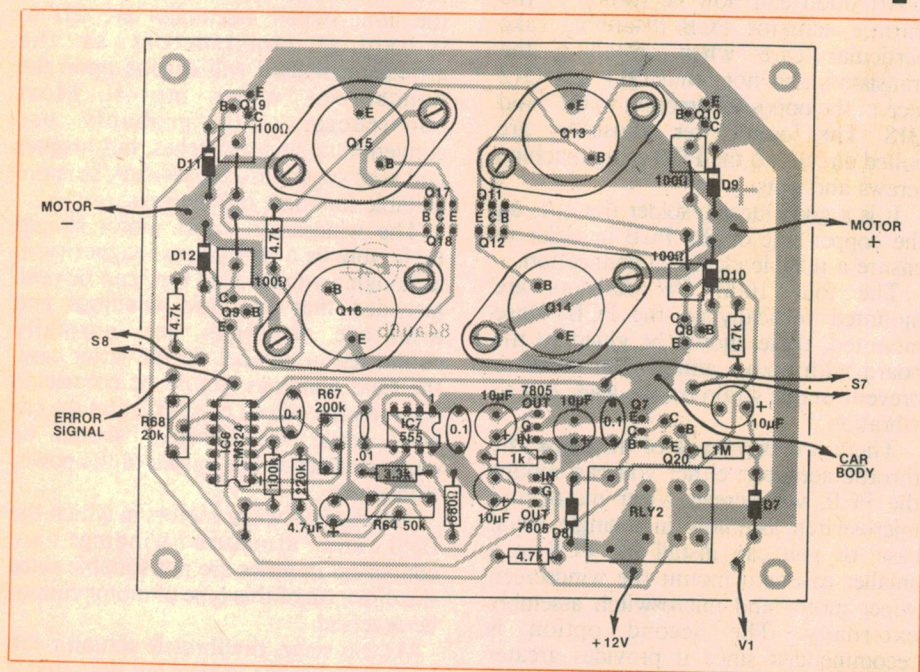 E
B Q19
C
100Ω
D11
E
Q15
B
E
Q13
B
E
B Q10
C
100Ω
D9
MOTOR
−
MOTOR
+
4.7k
Q17
B C E
Q18
Q11
E C B
Q12
D12
100Ω
100Ω
D10
4.7k
C
Q9 B
E
B
Q16
E
84au6b
B
Q14
E
C
Q8 B
E
4.7k
S8
S7
ERROR
SIGNAL
R68
20k
IC6
LM324
1
0.1
R67
200k
.01
IC7
555
1
0.1
10µF
+
7805
OUT
G
IN
10µF
+
0.1
Q7
E
C
B
C
B
E
Q20
+
10µF
CAR
BODY
100k
220k
3.3k
1k
1M
4.7µF
+
R64 50k
680Ω
10µF
+
IN
G
OUT
7805
D8
RLY2
D7
4.7k
+12V
V1